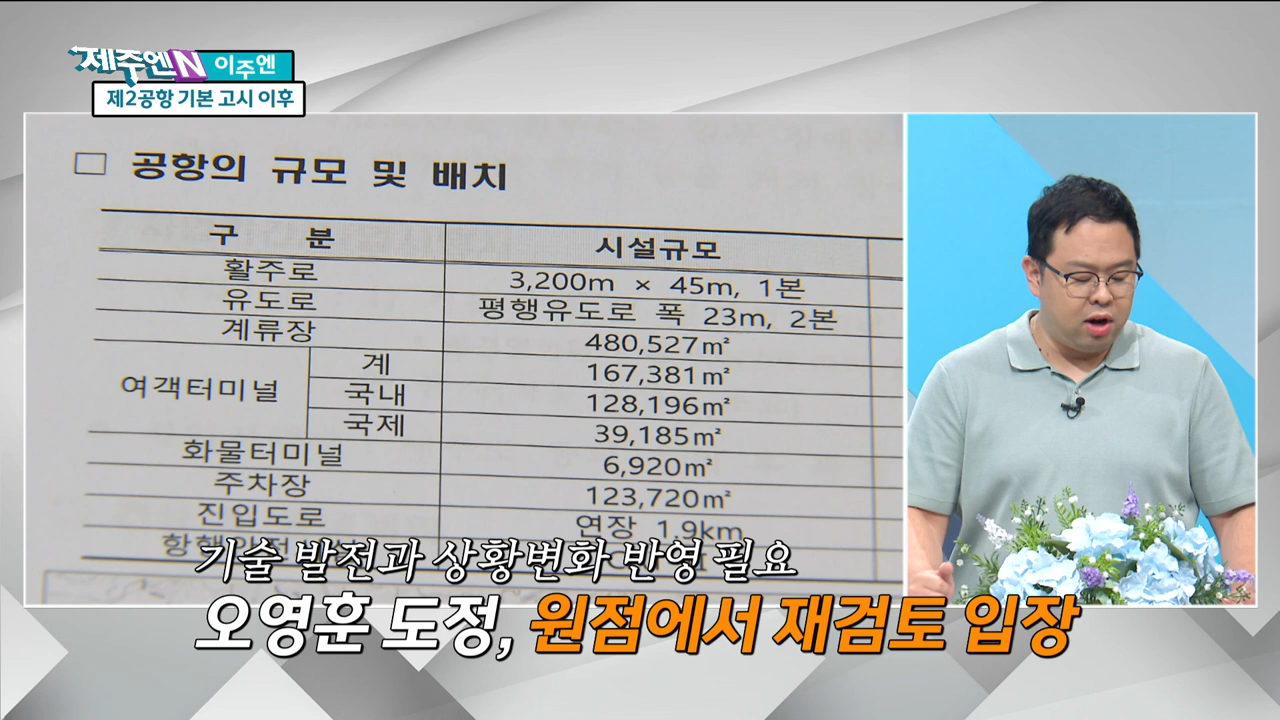 제주엔N 이주엔
제2공항 기본 고시 이후
□ 공항의 규모 및 배치
구 분 시설규모
활주로 3,200m × 45m, 1본
유도로 평행유도로 폭 23m, 2본
계류장 480,527㎡
여객터미널 계 167,381㎡
국내 128,196㎡
국제 39,185㎡
화물터미널 6,920㎡
주차장 123,720㎡
진입도로 연장 1.9km
기술 발전과 상황변화 반영 필요
오영훈 도정, 원점에서 재검토 입장